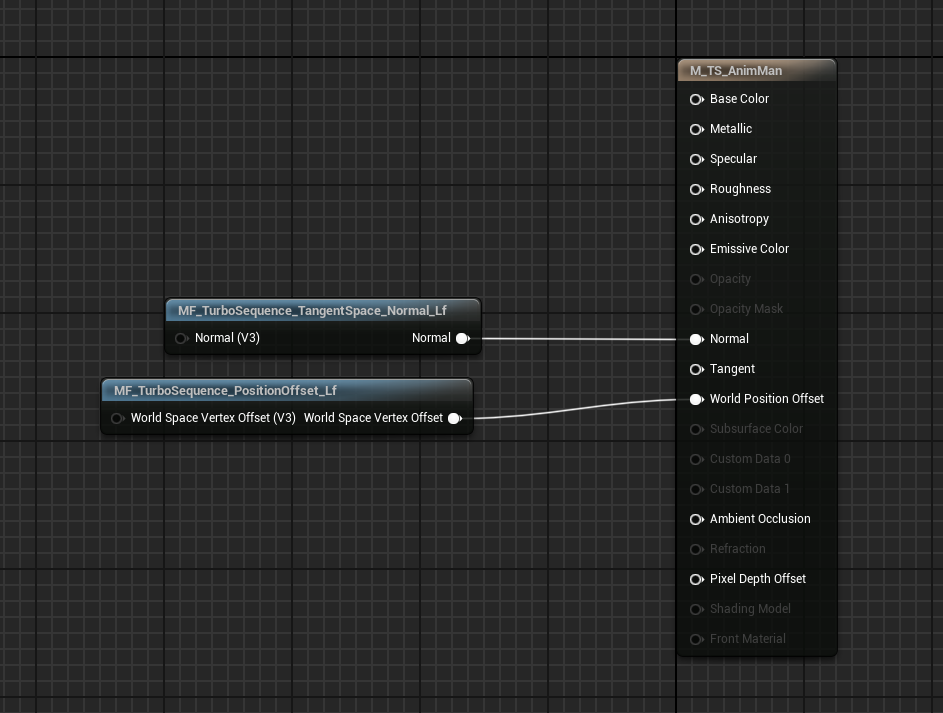 M_TS_AnimMan
Base Color
Metallic
Specular
Roughness
Anisotropy
Emissive Color
Opacity
Opacity Mask
Normal
Tangent
World Position Offset
Subsurface Color
Custom Data 0
Custom Data 1
Ambient Occlusion
Refraction
Pixel Depth Offset
Shading Model
Front Material
MF_TurboSequence_TangentSpace_Normal_Lf
Normal (V3) Normal
MF_TurboSequence_PositionOffset_Lf
World Space Vertex Offset (V3) World Space Vertex Offset